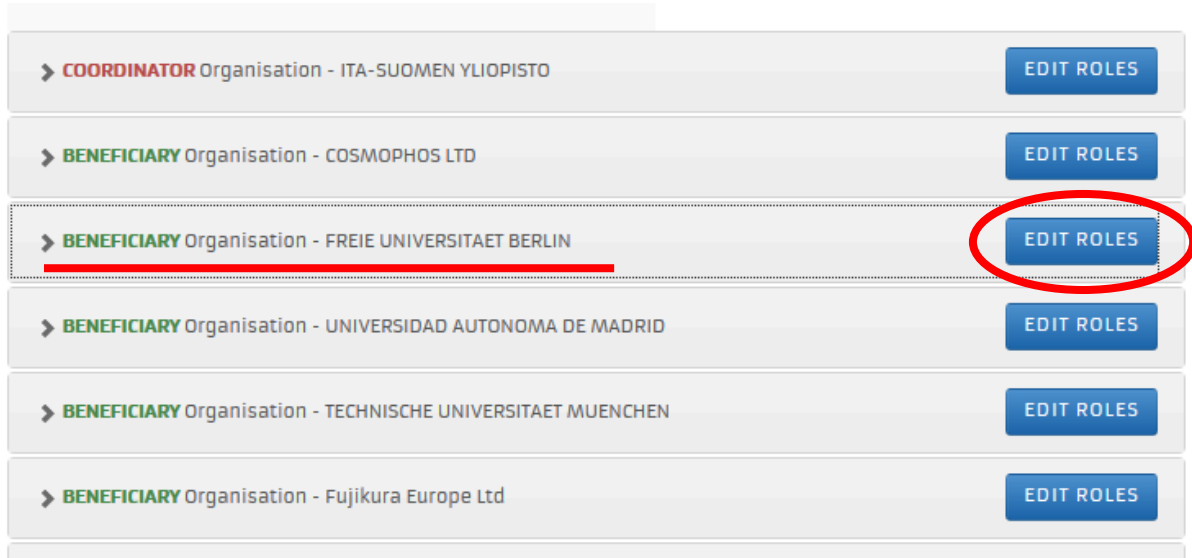 COORDINATOR Organisation - ITA-SUOMEN YLIOPISTO EDIT ROLES
BENEFICIARY Organisation - COSMOPHOS LTD EDIT ROLES
BENEFICIARY Organisation - FREIE UNIVERSITAET BERLIN EDIT ROLES
BENEFICIARY Organisation - UNIVERSIDAD AUTONOMA DE MADRID EDIT ROLES
BENEFICIARY Organisation - TECHNISCHE UNIVERSITAET MUENCHEN EDIT ROLES
BENEFICIARY Organisation - Fujikura Europe Ltd EDIT ROLES